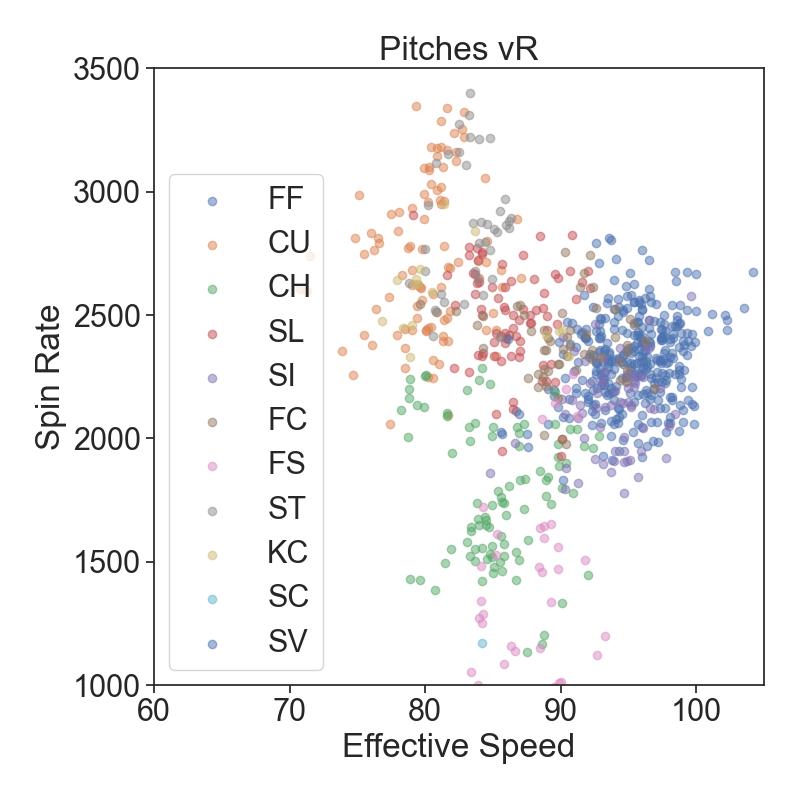 Pitches vR
3500
3000
2500
2000
1500
1000
Spin Rate
FF
CU
CH
SL
SI
FC
FS
ST
KC
SC
SV
60 70 80 90 100
Effective Speed